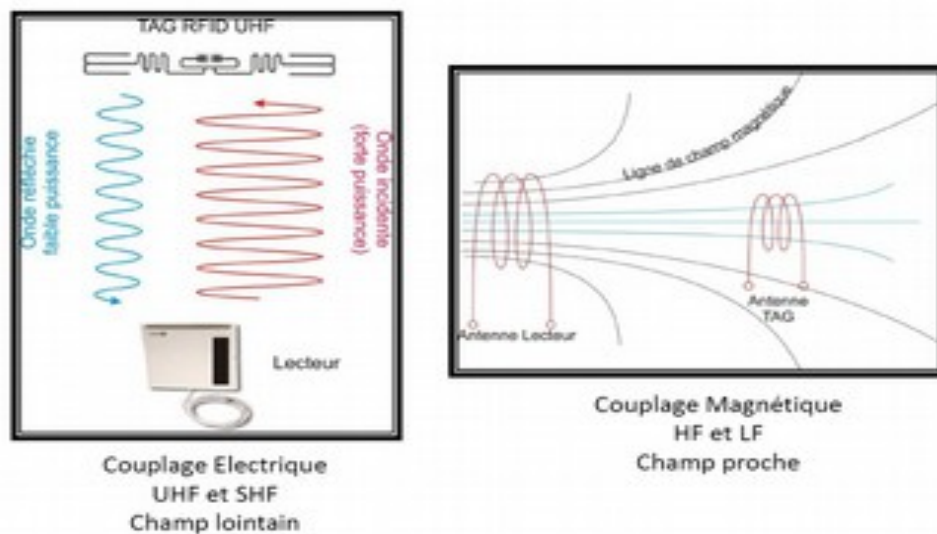 TAG RFID UHF
Onde réfléchie
faible puissance
Onde incidente
(forte puissance)
Lecteur
Couplage Electrique
UHF et SHF
Champ lointain
Ligne de champ magnétique
Antenne Lecteur
Antenne
TAG
Couplage Magnétique
HF et LF
Champ proche